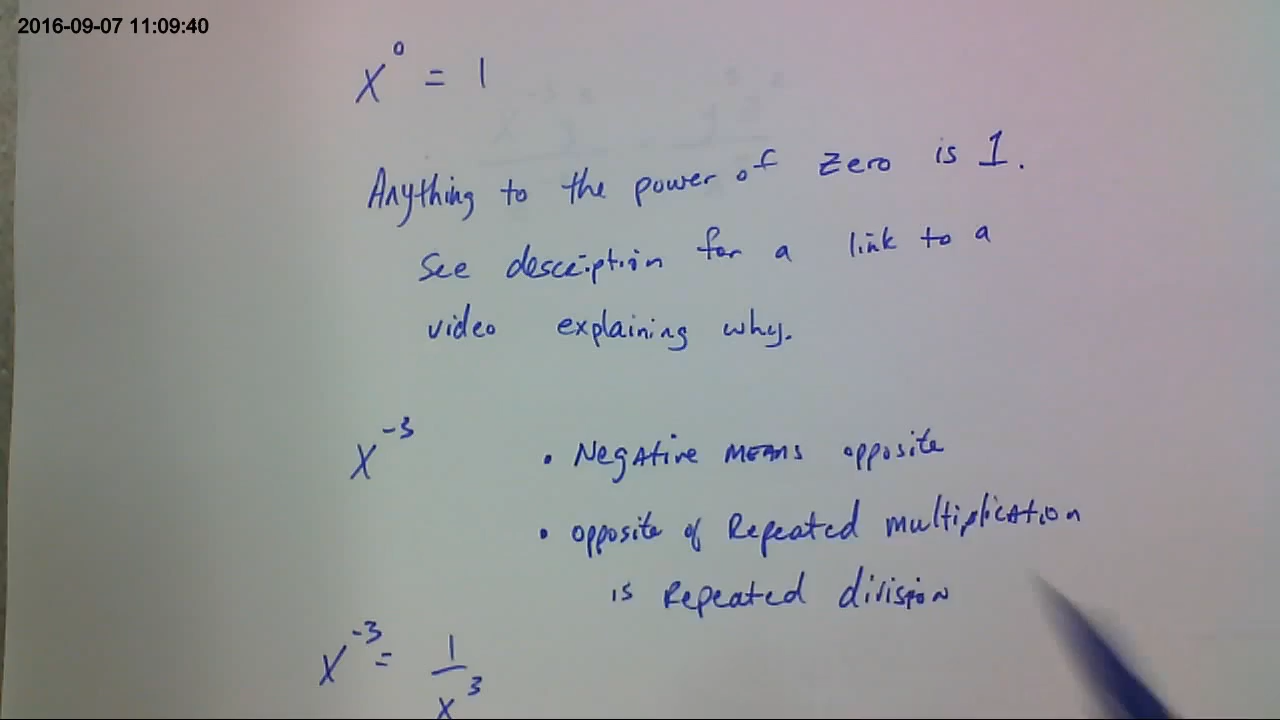 2016-09-07 11:09:40
x⁰ = 1
Anything to the power of zero is 1.
See description for a link to a
video explaining why.
x⁻³
• Negative means opposite
• opposite of Repeated multiplication
is Repeated division
x⁻³ = 1/x³